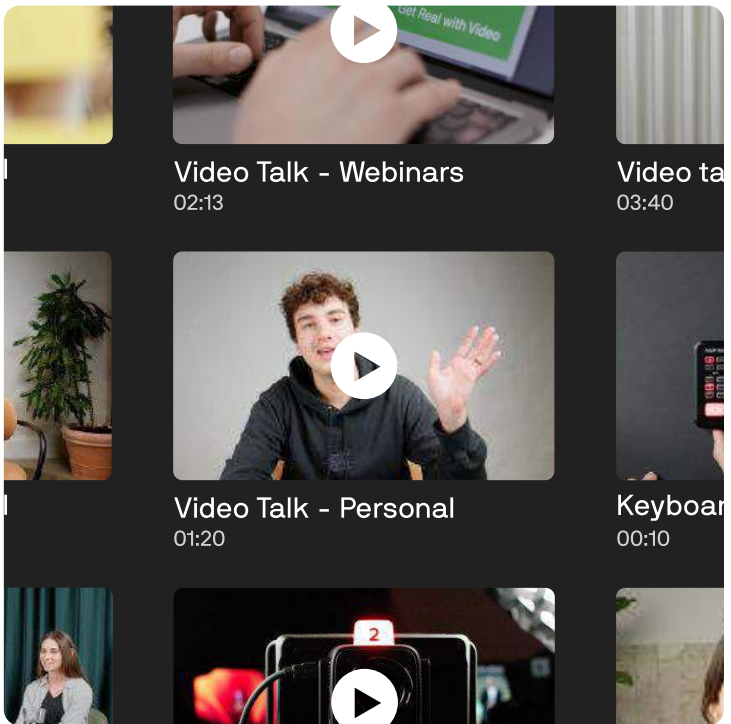 Get Real with Video
Video Talk - Webinars
02:13
Video ta
03:40
Video Talk - Personal
01:20
Keyboar
00:10
2